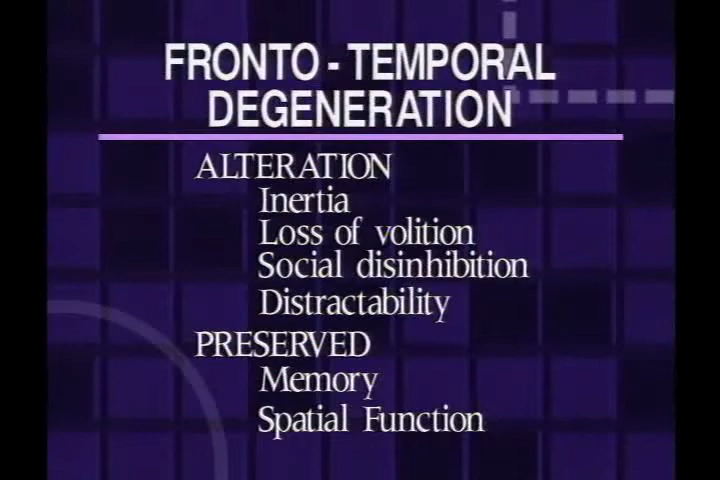 FRONTO - TEMPORAL
DEGENERATION
ALTERATION
Inertia
Loss of volition
Social disinhibition
Distractability
PRESERVED
Memory
Spatial Function